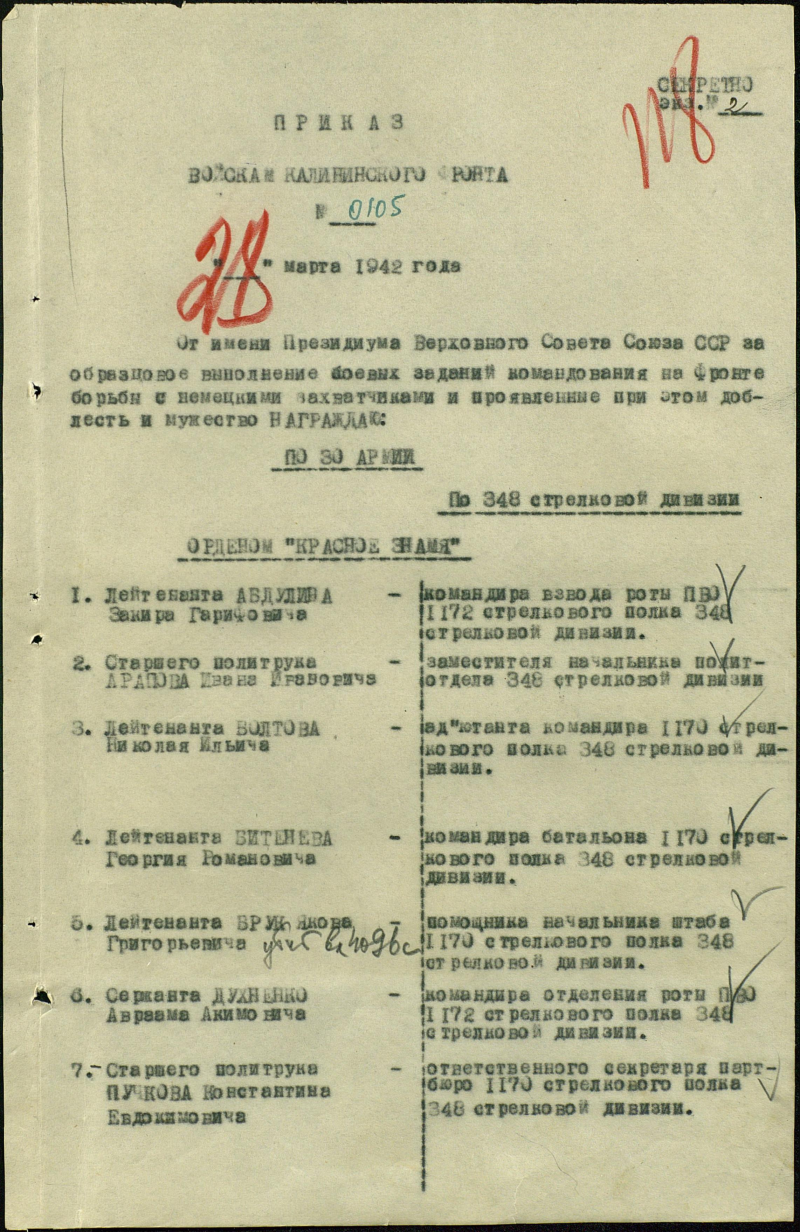 СЕКРЕТНО
экз.№ 2
118
ПРИКАЗ
ВОЙСКАМ КАЛИНИНСКОГО ФРОНТА
№ 0105
"28" марта 1942 года
От имени Президиума Верховного Совета Союза ССР за
образцовое выполнение боевых заданий командования на фронте
борьбы с немецкими захватчиками и проявленные при этом доб-
лесть и мужество НАГРАЖДАЮ:
ПО 30 АРМИИ
По 348 стрелковой дивизии
ОРДЕНОМ "КРАСНОЕ ЗНАМЯ"
1. Лейтенанта АБДУЛИНА - командира взвода роты ПВО
Закира Гарифовича 1172 стрелкового полка 348
стрелковой дивизии.
2. Старшего политрука - заместителя начальника полит-
АРАПОВА Ивана Ивановича отдела 348 стрелковой дивизии
3. Лейтенанта БОЛТОВА - ад"ютанта командира 1170 стрел-
Николая Ильича кового полка 348 стрелковой ди-
визии.
4. Лейтенанта БИТЕНЕВА - командира батальона 1170 стрел-
Георгия Романовича кового полка 348 стрелковой
дивизии.
5. Лейтенанта - помощника начальника штаба
Григорьевича 1170 стрелкового полка 348
стрелковой дивизии.
6. Сержанта ДУХНЕНКО - командира отделения роты ПВО
Авраама Акимовича 1172 стрелкового полка 348
стрелковой дивизии.
7.- Старшего политрука - ответственного секретаря парт-
ПУЧКОВА Константина бюро 1170 стрелкового полка
Евдокимовича 348 стрелковой дивизии.